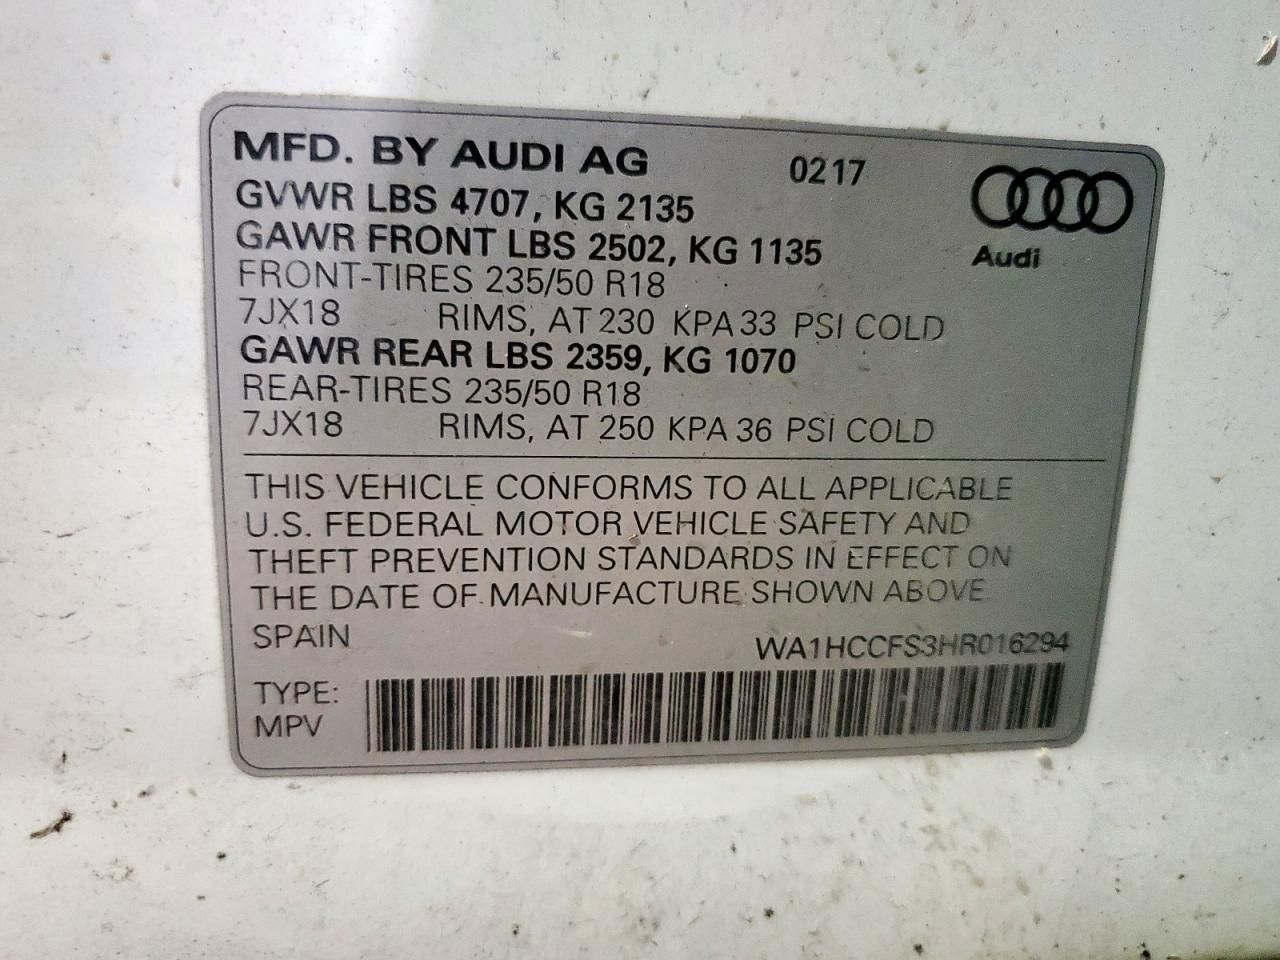 MFD. BY AUDI AG 0217
GVWR LBS 4707, KG 2135
GAWR FRONT LBS 2502, KG 1135
Audi
FRONT-TIRES 235/50 R18
7JX18 RIMS, AT 230 KPA 33 PSI COLD
GAWR REAR LBS 2359, KG 1070
REAR-TIRES 235/50 R18
7JX18 RIMS, AT 250 KPA 36 PSI COLD
THIS VEHICLE CONFORMS TO ALL APPLICABLE
U.S. FEDERAL MOTOR VEHICLE SAFETY AND
THEFT PREVENTION STANDARDS IN EFFECT ON
THE DATE OF MANUFACTURE SHOWN ABOVE.
SPAIN WA1HCCFS3HR016294
TYPE:
MPV